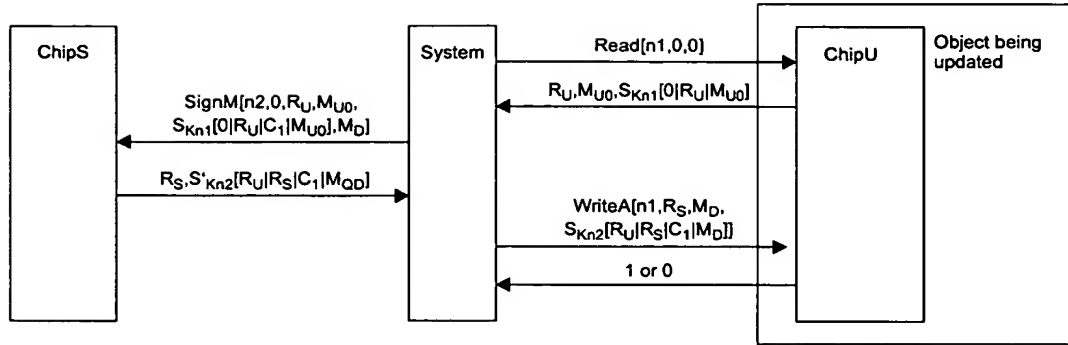 ChipS
System
ChipU
Object being
updated
Read[n1,0,0]
R_U,M_U0,S_Kn1[0|R_U|M_U0]
SignM[n2,0,R_U,M_U0,
S_Kn1[0|R_U|C_1|M_U0],M_D]
R_S,S'_Kn2[R_U|R_S|C_1|M_QD]
WriteA[n1,R_S,M_D,
S_Kn2[R_U|R_S|C_1|M_D]]
1 or 0